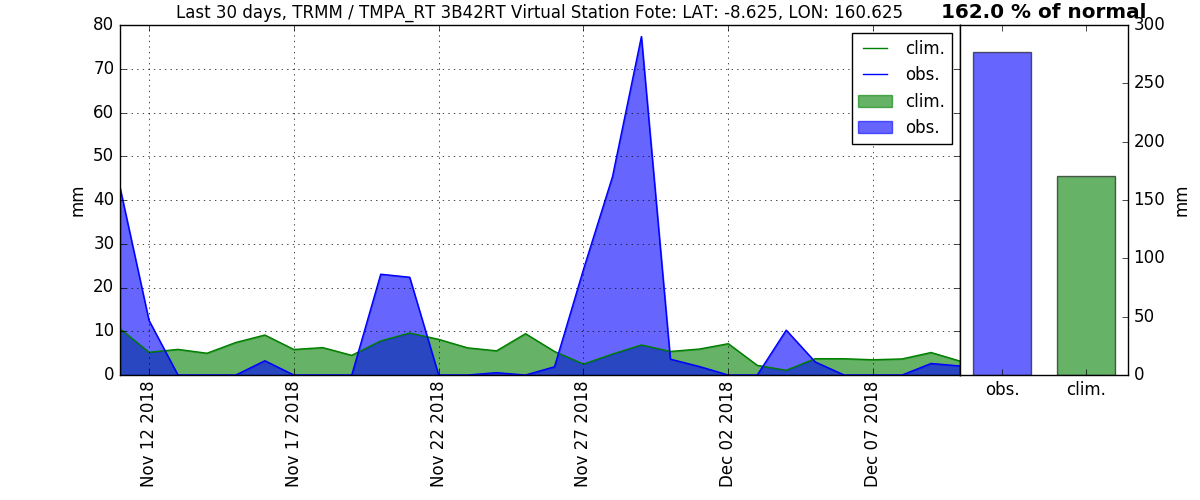 Last 30 days, TRMM / TMPA_RT 3B42RT Virtual Station Fote: LAT: -8.625, LON: 160.625
162.0 % of normal
80
70
60
50
40
30
20
10
0
mm
clim.
obs.
clim.
obs.
Nov 12 2018
Nov 17 2018
Nov 22 2018
Nov 27 2018
Dec 02 2018
Dec 07 2018
300
250
200
150
100
50
0
mm
obs.
clim.